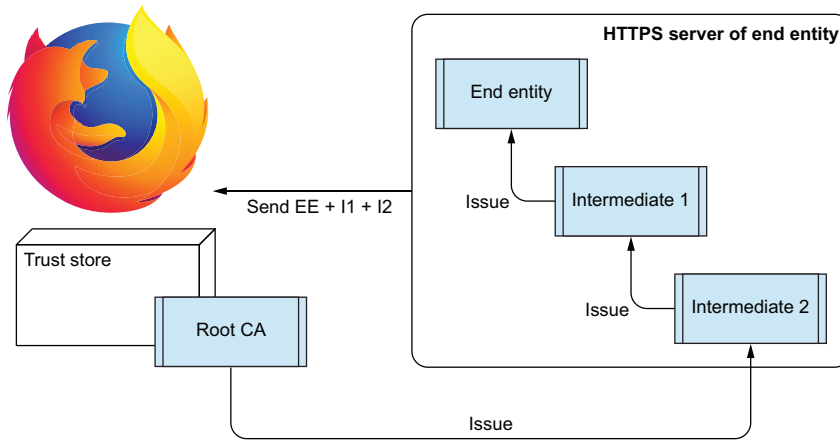 HTTPS server of end entity
End entity
Issue
Intermediate 1
Send EE + I1 + I2
Trust store
Issue
Intermediate 2
Root CA
Issue